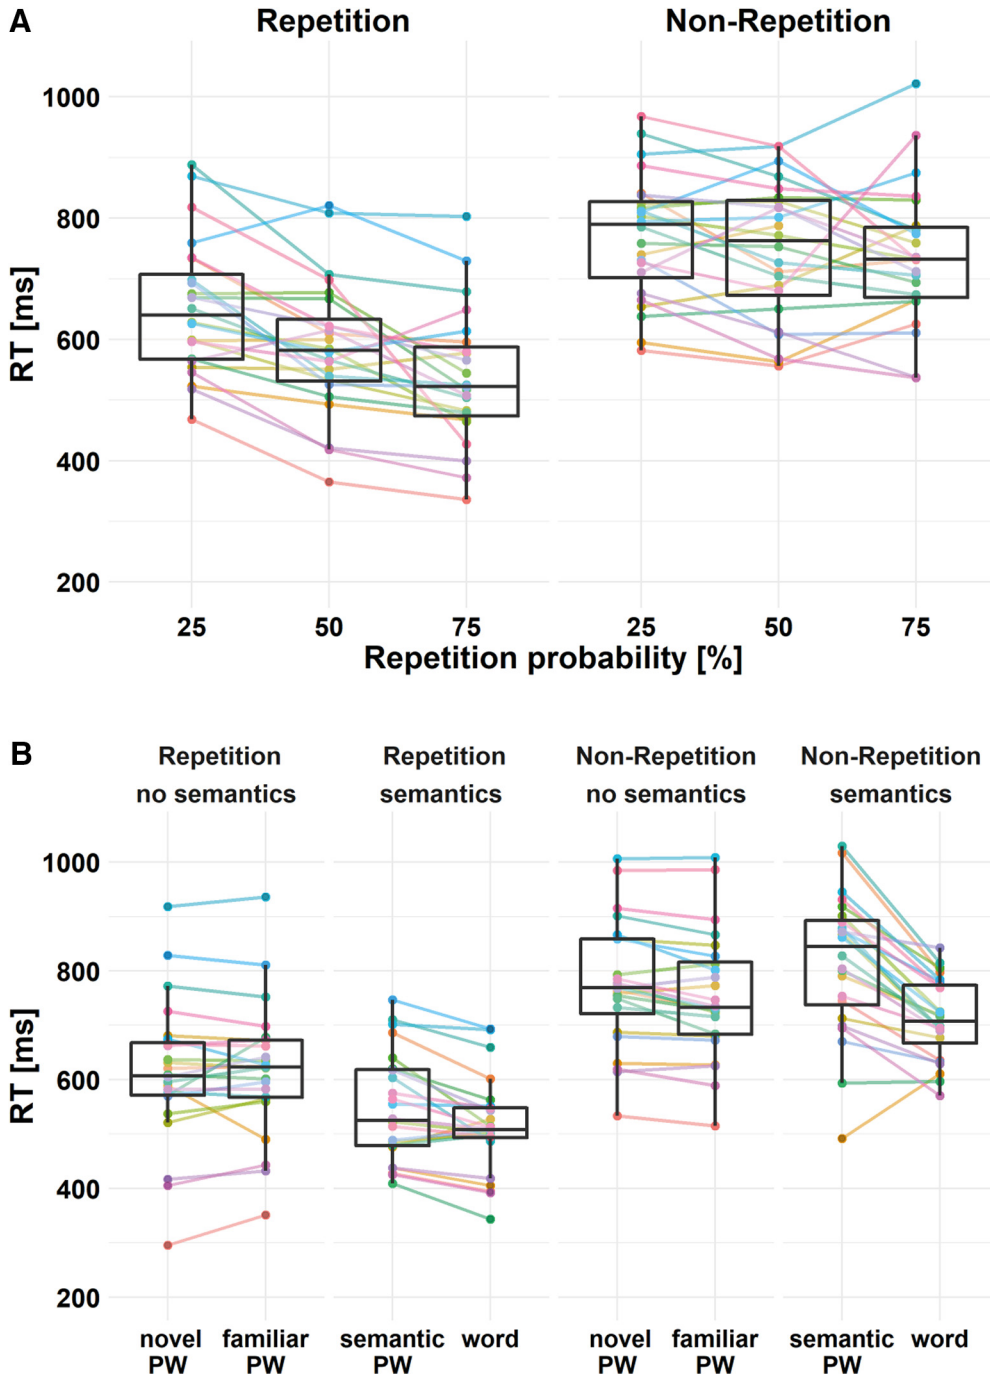 A
Repetition
Non-Repetition
RT [ms]
1000
800
600
400
200
25
50
75
25
50
75
Repetition probability [%]
B
Repetition
no semantics
Repetition
semantics
Non-Repetition
no semantics
Non-Repetition
semantics
RT [ms]
1000
800
600
400
200
novel
PW
familiar
PW
semantic
PW
word
novel
PW
familiar
PW
semantic
PW
word